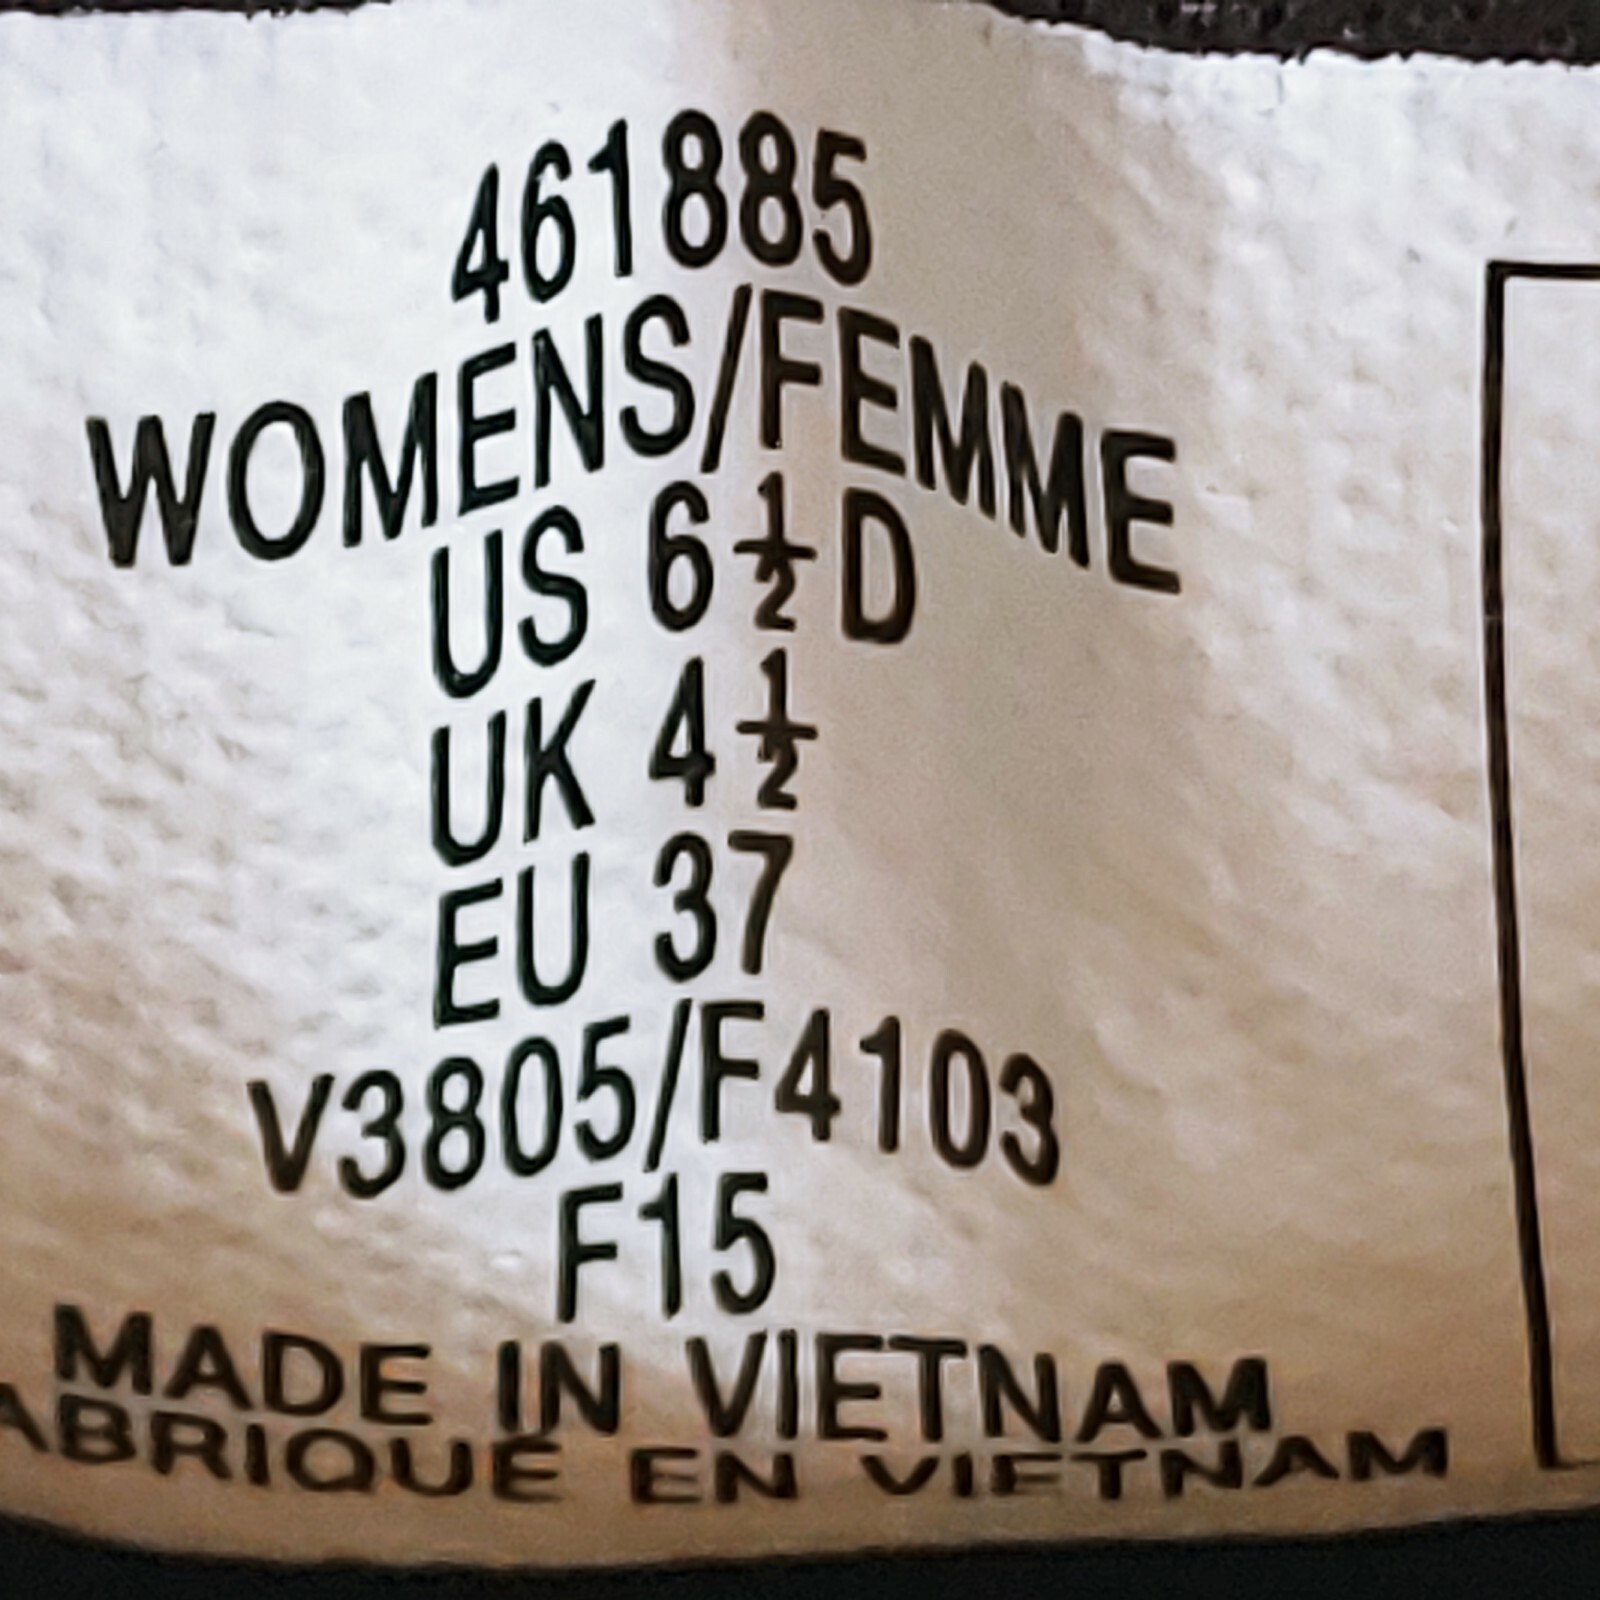 461885
WOMENS/FEMME
US 6½ D
UK 4½
EU 37
V3805/F4103
F15
MADE IN VIETNAM
ABRIQUÉ EN VIETNAM